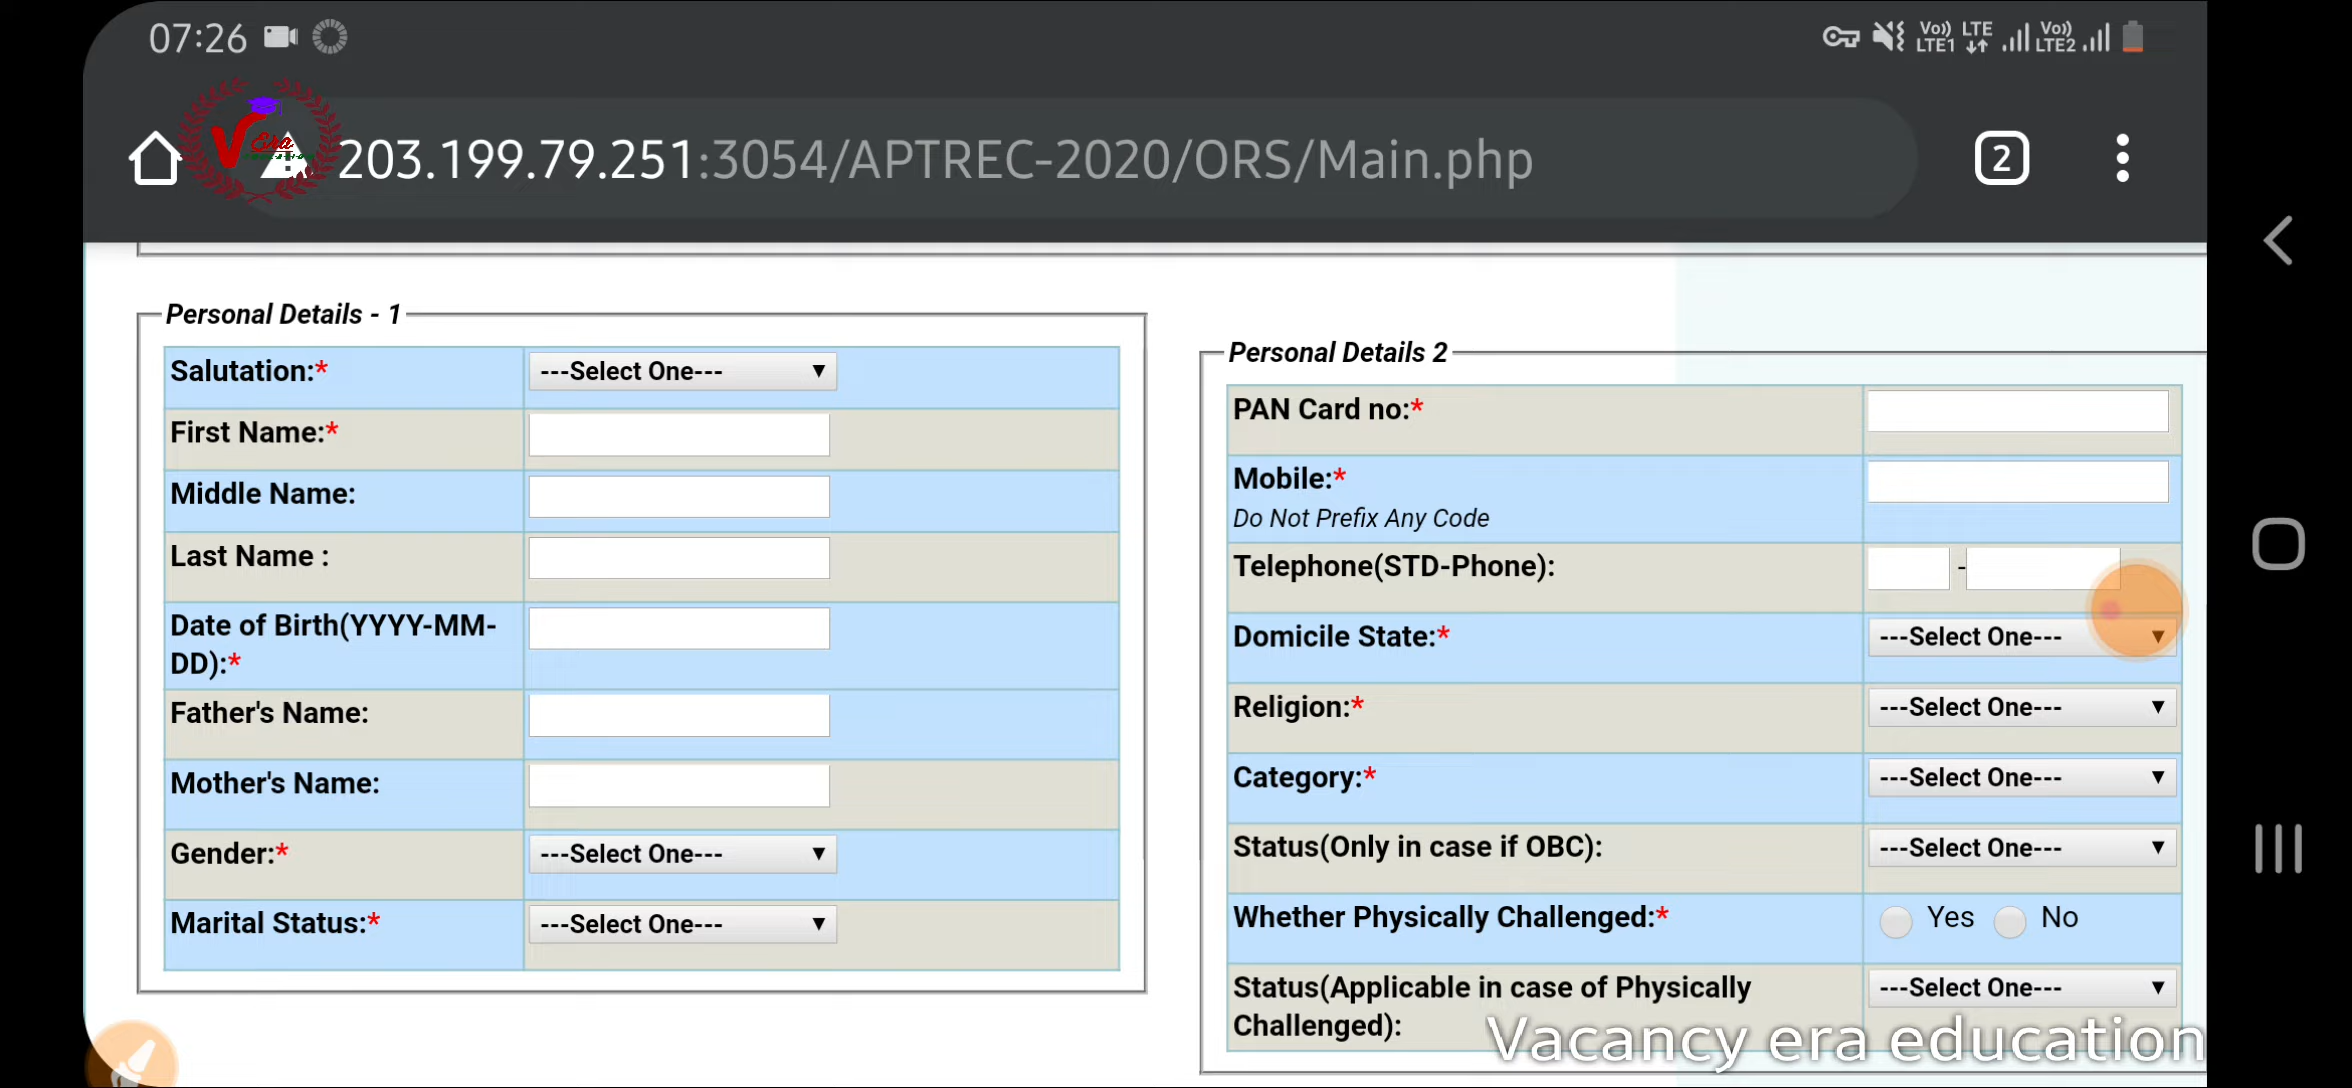 07:26
Vo)) LTE Vo))
LTE1 LTE2
Era
203.199.79.251:3054/APTREC-2020/ORS/Main.php
2
Personal Details - 1
Salutation:* ---Select One---
First Name:*
Middle Name:
Last Name :
Date of Birth(YYYY-MM-
DD):*
Father's Name:
Mother's Name:
Gender:* ---Select One---
Marital Status:* ---Select One---
Personal Details 2
PAN Card no:*
Mobile:*
Do Not Prefix Any Code
Telephone(STD-Phone): -
Domicile State:* ---Select One---
Religion:* ---Select One---
Category:* ---Select One---
Status(Only in case if OBC): ---Select One---
Whether Physically Challenged:* Yes No
Status(Applicable in case of Physically ---Select One---
Challenged):
Vacancy era education